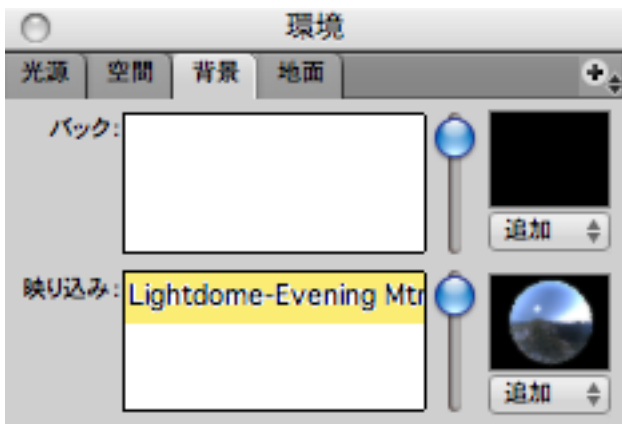 環境
光源 空間 背景 地面
バック:
追加
映り込み: Lightdome-Evening Mtr
追加